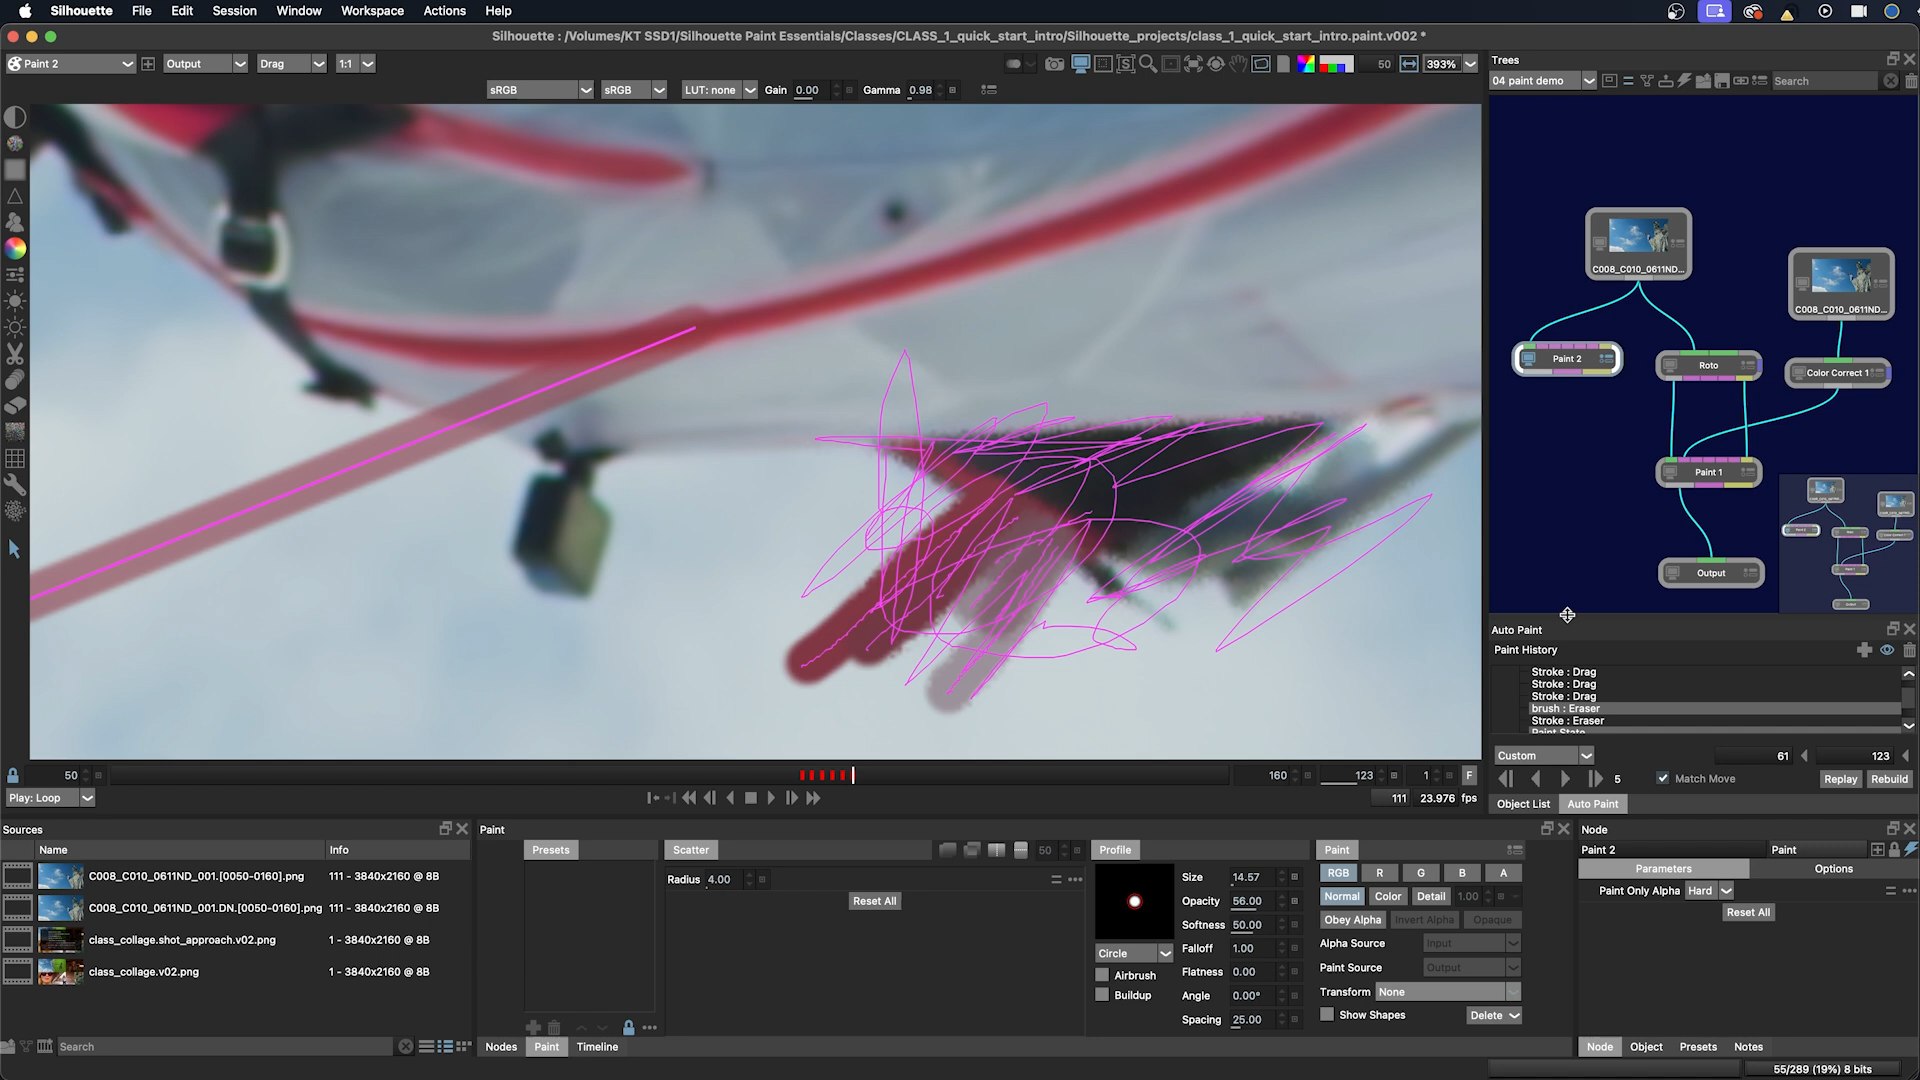 Silhouette File Edit Session Window Workspace Actions Help
Silhouette : /Volumes/KT SSD1/Silhouette Paint Essentials/Classes/CLASS_1_quick_start_intro/Silhouette_projects/class_1_quick_start_intro.paint.v002 *
Paint 2 Output Drag 1:1 50 393%
sRGB sRGB LUT: none Gain 0.00 Gamma 0.98
Trees
04 paint demo Search
C008_C010_0611ND...
C008_C010_0611ND...
Paint 2
Roto
Color Correct 1
Paint 1
Output
Auto Paint
Paint History
Stroke : Drag
Stroke : Drag
Stroke : Drag
brush : Eraser
Stroke : Eraser
Paint State
Custom 61 123
5 Match Move Replay Rebuild
Object List Auto Paint
50 160 123 1 F
Play: Loop 111 23.976 fps
Sources
Name Info
C008_C010_0611ND_001.[0050-0160].png 111 - 3840x2160 @ 8B
C008_C010_0611ND_001.DN.[0050-0160].png 111 - 3840x2160 @ 8B
class_collage.shot_approach.v02.png 1 - 3840x2160 @ 8B
class_collage.v02.png 1 - 3840x2160 @ 8B
Search
Paint
Presets
Scatter 50
Radius 4.00
Reset All
Nodes Paint Timeline
Profile
Circle
Airbrush
Buildup
Size 14.57
Opacity 56.00
Softness 50.00
Falloff 1.00
Flatness 0.00
Angle 0.00°
Spacing 25.00
Paint
RGB R G B A
Normal Color Detail 1.00
Obey Alpha Invert Alpha Opaque
Alpha Source Input
Paint Source Output
Transform None
Show Shapes Delete
Node
Paint 2 Paint
Parameters Options
Paint Only Alpha Hard
Reset All
Node Object Presets Notes
55/289 (19%) 8 bits